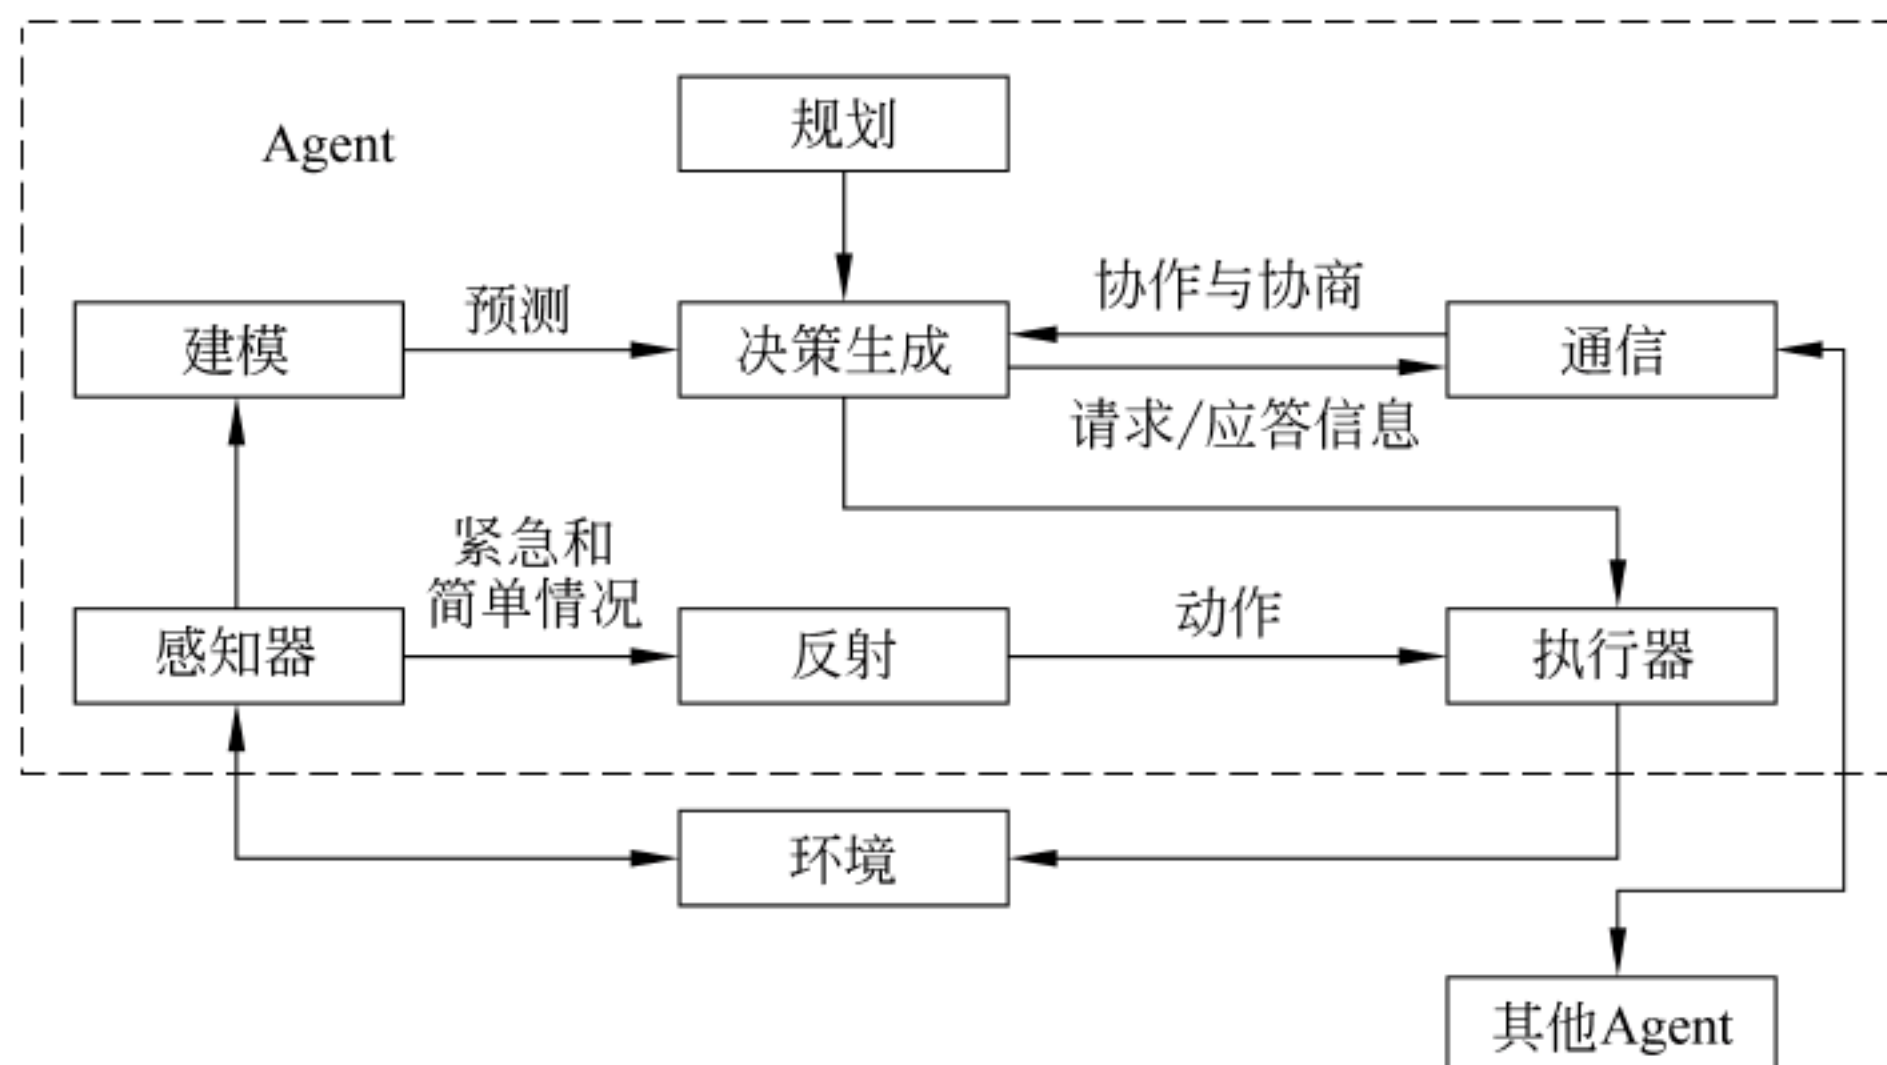 规划
Agent
协作与协商
预测
建模
决策生成
通信
请求/应答信息
紧急和
简单情况
动作
感知器
反射
执行器
环境
其他Agent